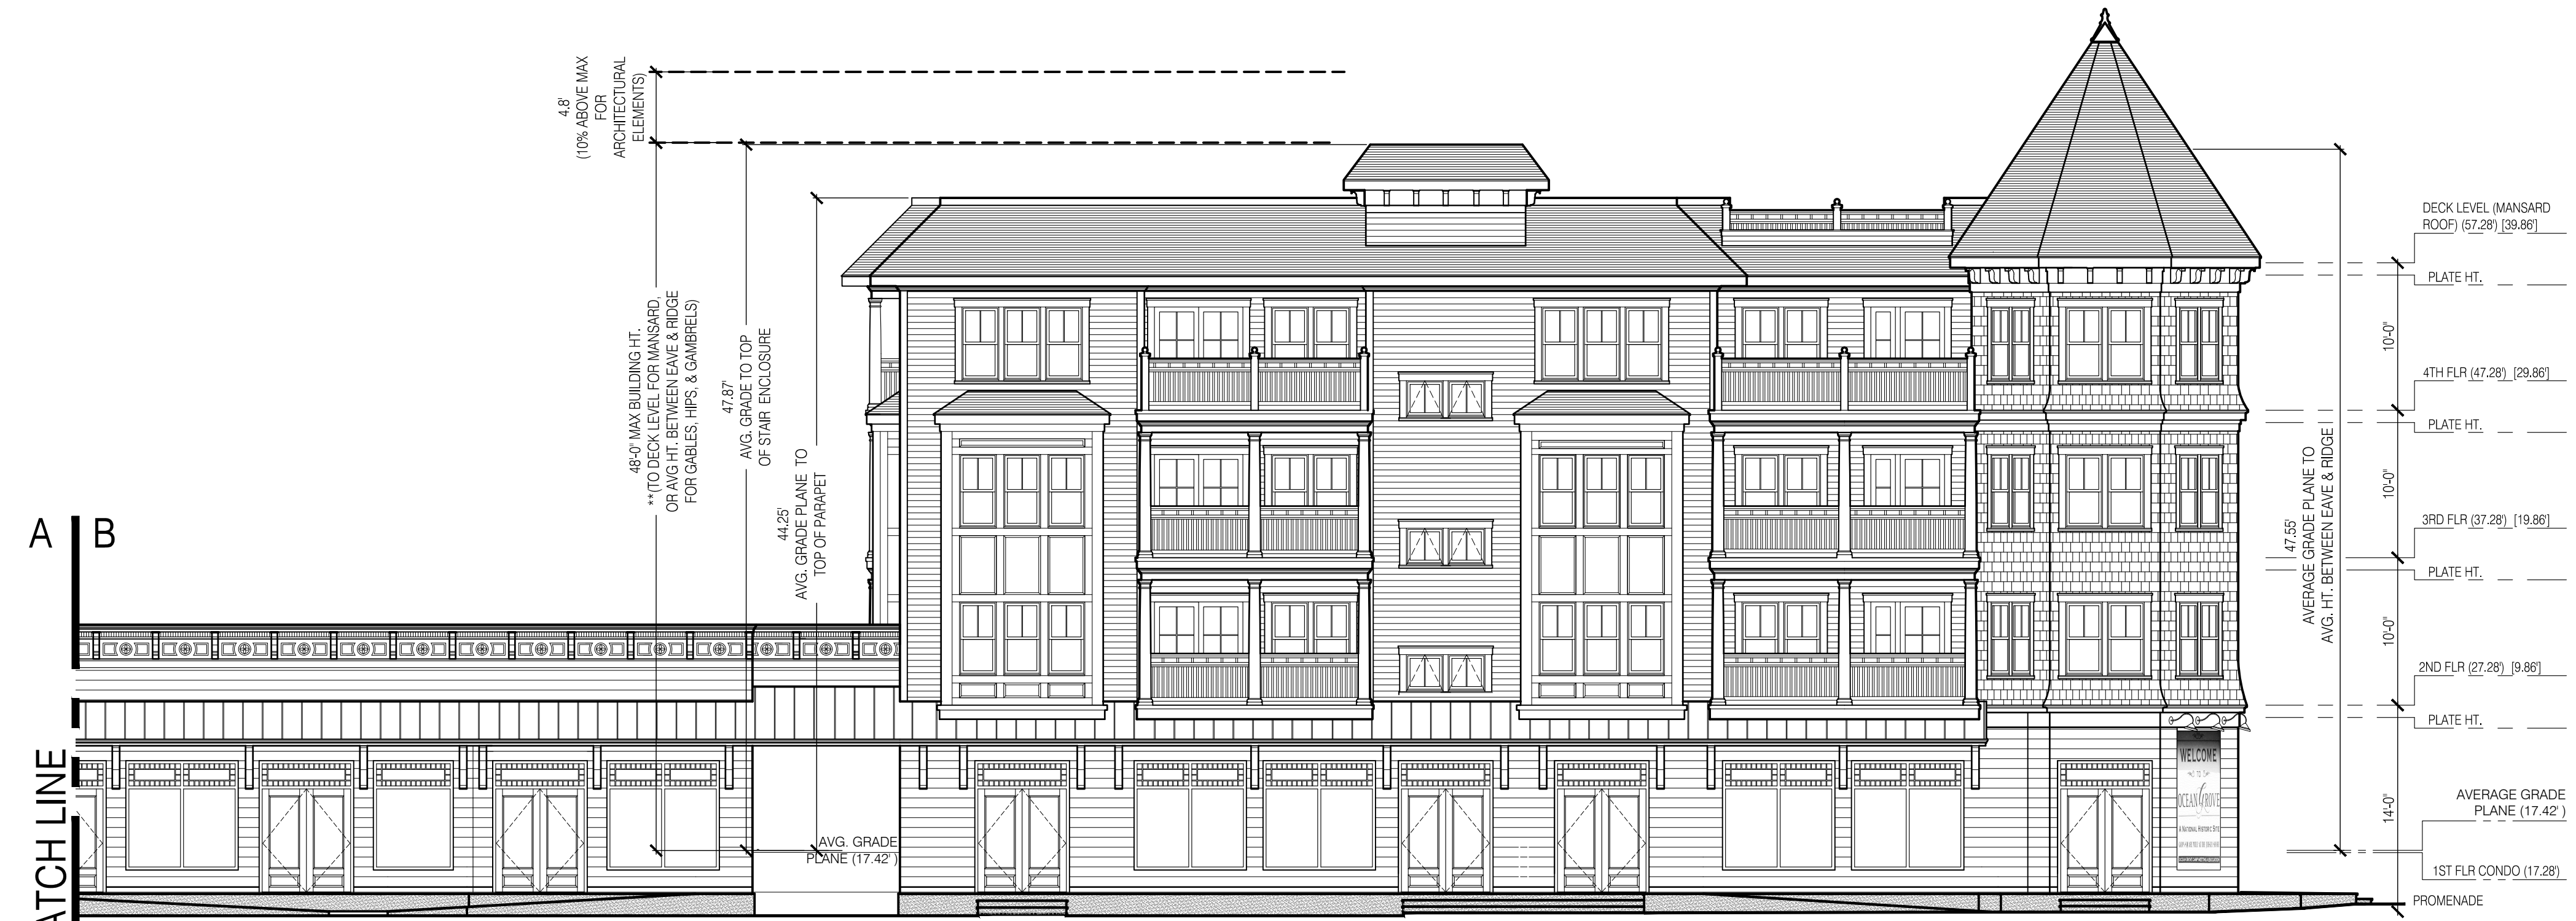 4.8'
(10% ABOVE MAX
FOR
ARCHITECTURAL
ELEMENTS)
48'-0" MAX BUILDING HT.
**(TO DECK LEVEL FOR MANSARD,
OR AVG HT. BETWEEN EAVE & RIDGE
FOR GABLES, HIPS, & GAMBRELS)
47.87'
AVG. GRADE TO TOP
OF STAIR ENCLOSURE
44.25'
AVG. GRADE PLANE TO
TOP OF PARAPET
A B
ATCH LINE
AVG. GRADE
PLANE (17.42')
WELCOME
TO
OCEAN GROVE
A NATIONAL HISTORIC SITE
47.55'
AVERAGE GRADE PLANE TO
AVG. HT. BETWEEN EAVE & RIDGE
DECK LEVEL (MANSARD
ROOF) (57.28') [39.86']
PLATE HT.
10'-0"
4TH FLR (47.28') [29.86']
PLATE HT.
10'-0"
3RD FLR (37.28') [19.86']
PLATE HT.
10'-0"
2ND FLR (27.28') [9.86']
PLATE HT.
14'-0"
AVERAGE GRADE
PLANE (17.42')
1ST FLR CONDO (17.28')
PROMENADE